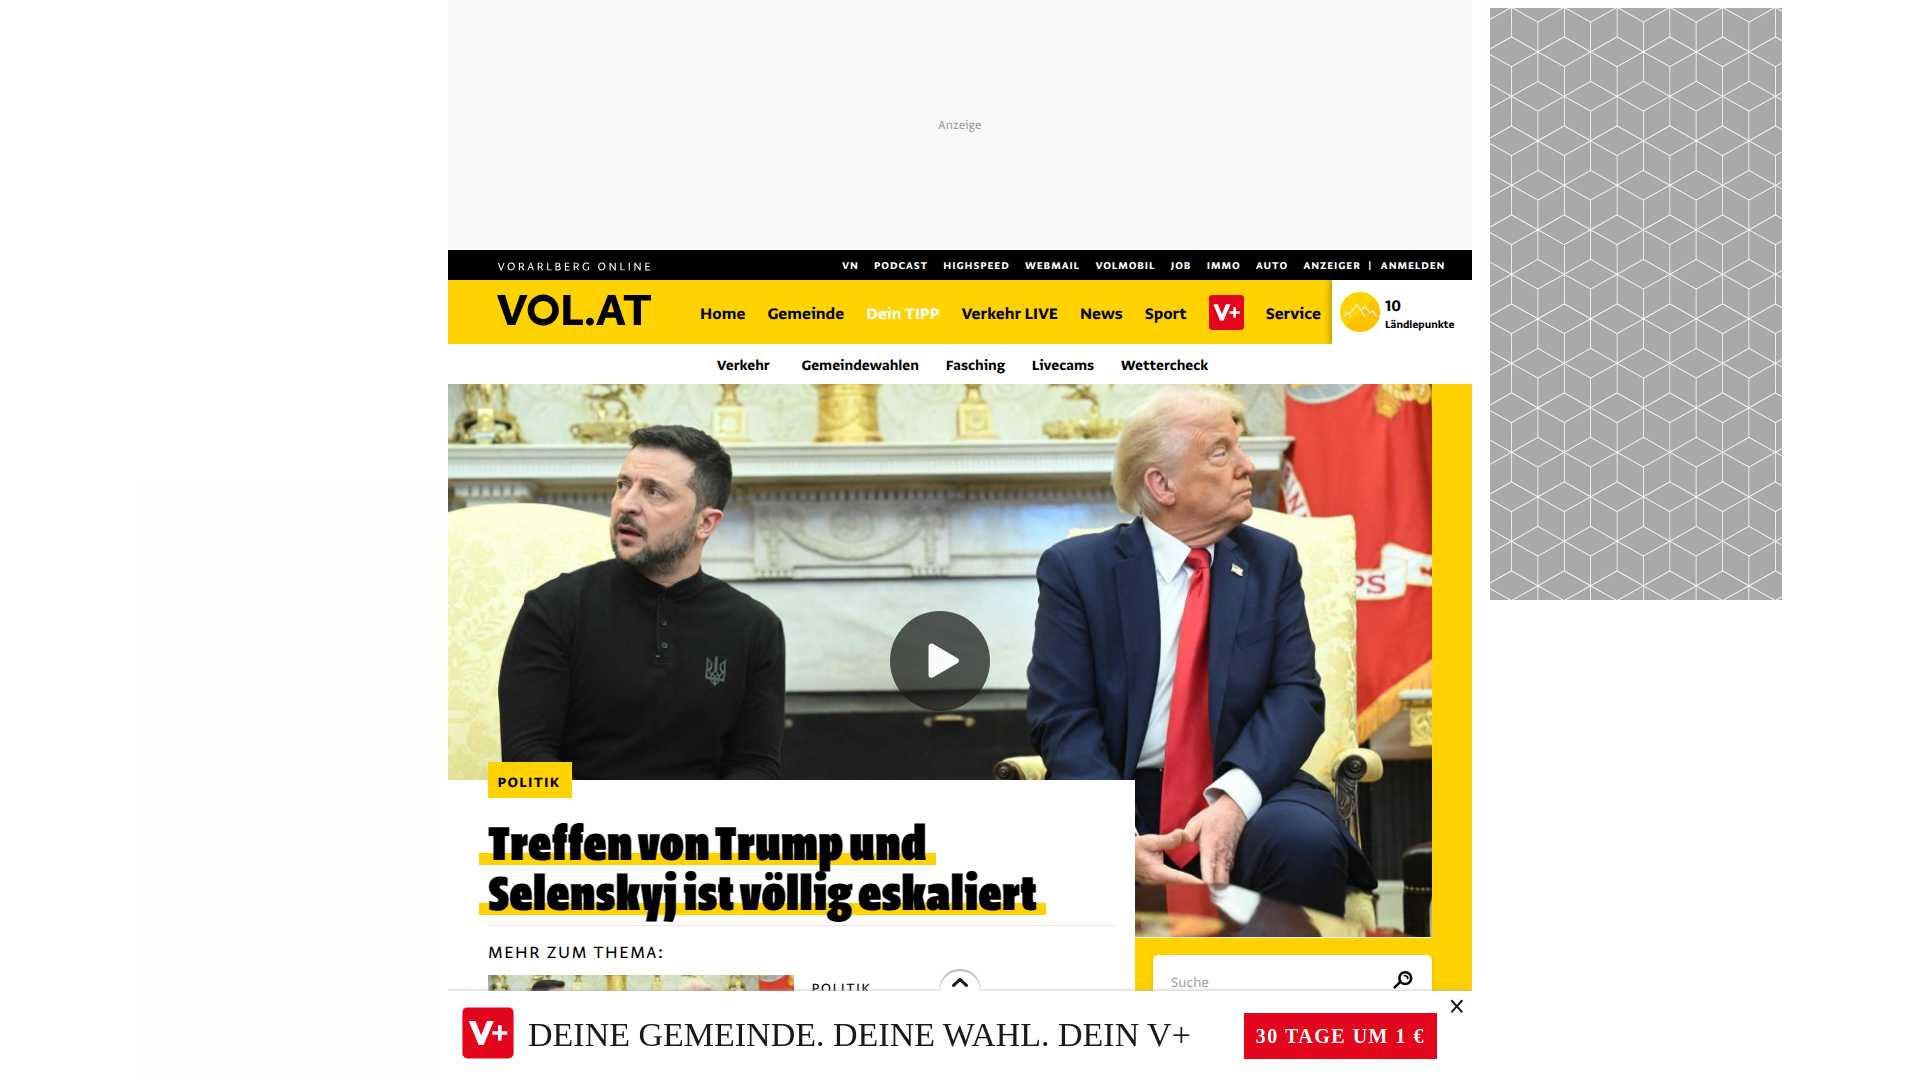 Anzeige
VORARLBERG ONLINE
VN PODCAST HIGHSPEED WEBMAIL VOLMOBIL JOB IMMO AUTO ANZEIGER | ANMELDEN
VOL.AT
Home Gemeinde Dein TIPP Verkehr LIVE News Sport V+ Service
10
Ländlepunkte
Verkehr Gemeindewahlen Fasching Livecams Wettercheck
PS
POLITIK
Treffen von Trump und
Selenskyj ist völlig eskaliert
MEHR ZUM THEMA:
POLITIK
Suche
V+ DEINE GEMEINDE. DEINE WAHL. DEIN V+
30 TAGE UM 1 €